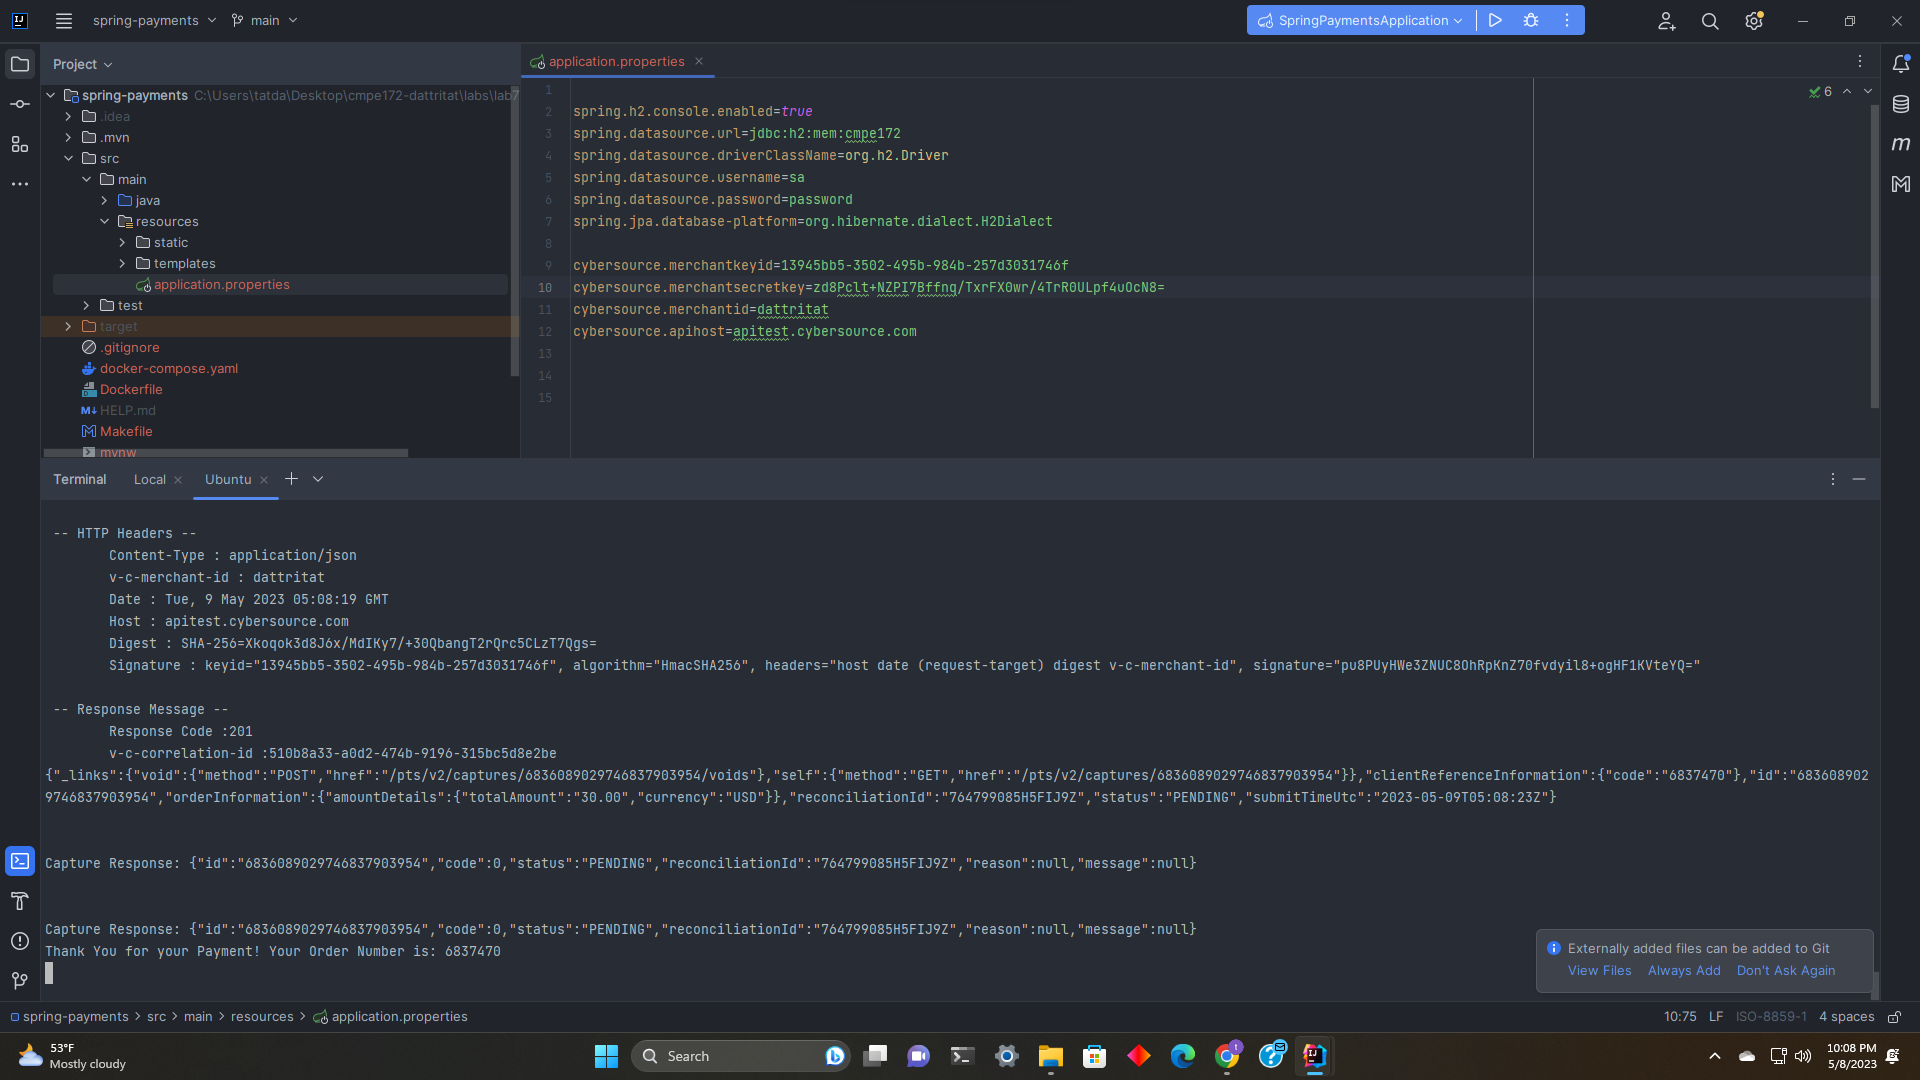 spring-payments
main
SpringPaymentsApplication
Project
application.properties
spring-payments C:\Users\tatda\Desktop\cmpe172-dattritat\labs\lab7
.idea
.mvn
src
main
java
resources
static
templates
application.properties
test
target
.gitignore
docker-compose.yaml
Dockerfile
HELP.md
Makefile
mvnw
6
1
2 spring.h2.console.enabled=true
3 spring.datasource.url=jdbc:h2:mem:cmpe172
4 spring.datasource.driverClassName=org.h2.Driver
5 spring.datasource.username=sa
6 spring.datasource.password=password
7 spring.jpa.database-platform=org.hibernate.dialect.H2Dialect
8
9 cybersource.merchantkeyid=13945bb5-3502-495b-984b-257d3031746f
10 cybersource.merchantsecretkey=zd8Pclt+NZPI7Bffnq/TxrFX0wr/4TrR0ULpf4uOcN8=
11 cybersource.merchantid=dattritat
12 cybersource.apihost=apitest.cybersource.com
13
14
15
Terminal Local Ubuntu
-- HTTP Headers --
Content-Type : application/json
v-c-merchant-id : dattritat
Date : Tue, 9 May 2023 05:08:19 GMT
Host : apitest.cybersource.com
Digest : SHA-256=Xkoqok3d8J6x/MdIKy7/+30QbangT2rQrc5CLzT7Qgs=
Signature : keyid="13945bb5-3502-495b-984b-257d3031746f", algorithm="HmacSHA256", headers="host date (request-target) digest v-c-merchant-id", signature="pu8PUyHWe3ZNUC8OhRpKnZ70fvdyil8+ogHF1KVteYQ="
-- Response Message --
Response Code :201
v-c-correlation-id :510b8a33-a0d2-474b-9196-315bc5d8e2be
{"_links":{"void":{"method":"POST","href":"/pts/v2/captures/6836089029746837903954/voids"},"self":{"method":"GET","href":"/pts/v2/captures/6836089029746837903954"}},"clientReferenceInformation":{"code":"6837470"},"id":"683608902
9746837903954","orderInformation":{"amountDetails":{"totalAmount":"30.00","currency":"USD"}},"reconciliationId":"764799085H5FIJ9Z","status":"PENDING","submitTimeUtc":"2023-05-09T05:08:23Z"}
Capture Response: {"id":"6836089029746837903954","code":0,"status":"PENDING","reconciliationId":"764799085H5FIJ9Z","reason":null,"message":null}
Capture Response: {"id":"6836089029746837903954","code":0,"status":"PENDING","reconciliationId":"764799085H5FIJ9Z","reason":null,"message":null}
Thank You for your Payment! Your Order Number is: 6837470
Externally added files can be added to Git
View Files Always Add Don't Ask Again
spring-payments > src > main > resources > application.properties
10:75 LF ISO-8859-1 4 spaces
53°F
Mostly cloudy
Search
10:08 PM
5/8/2023